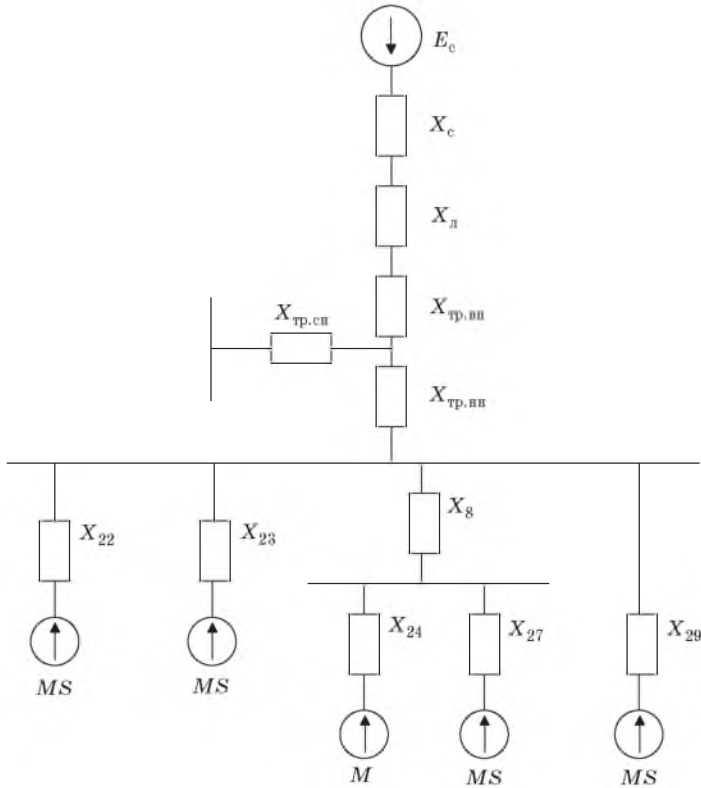 E_с
X_с
X_л
X_тр.сн
X_тр.вн
X_тр.нн
X_22
X_23
X_8
X_24
X_27
X_29
MS
MS
M
MS
MS